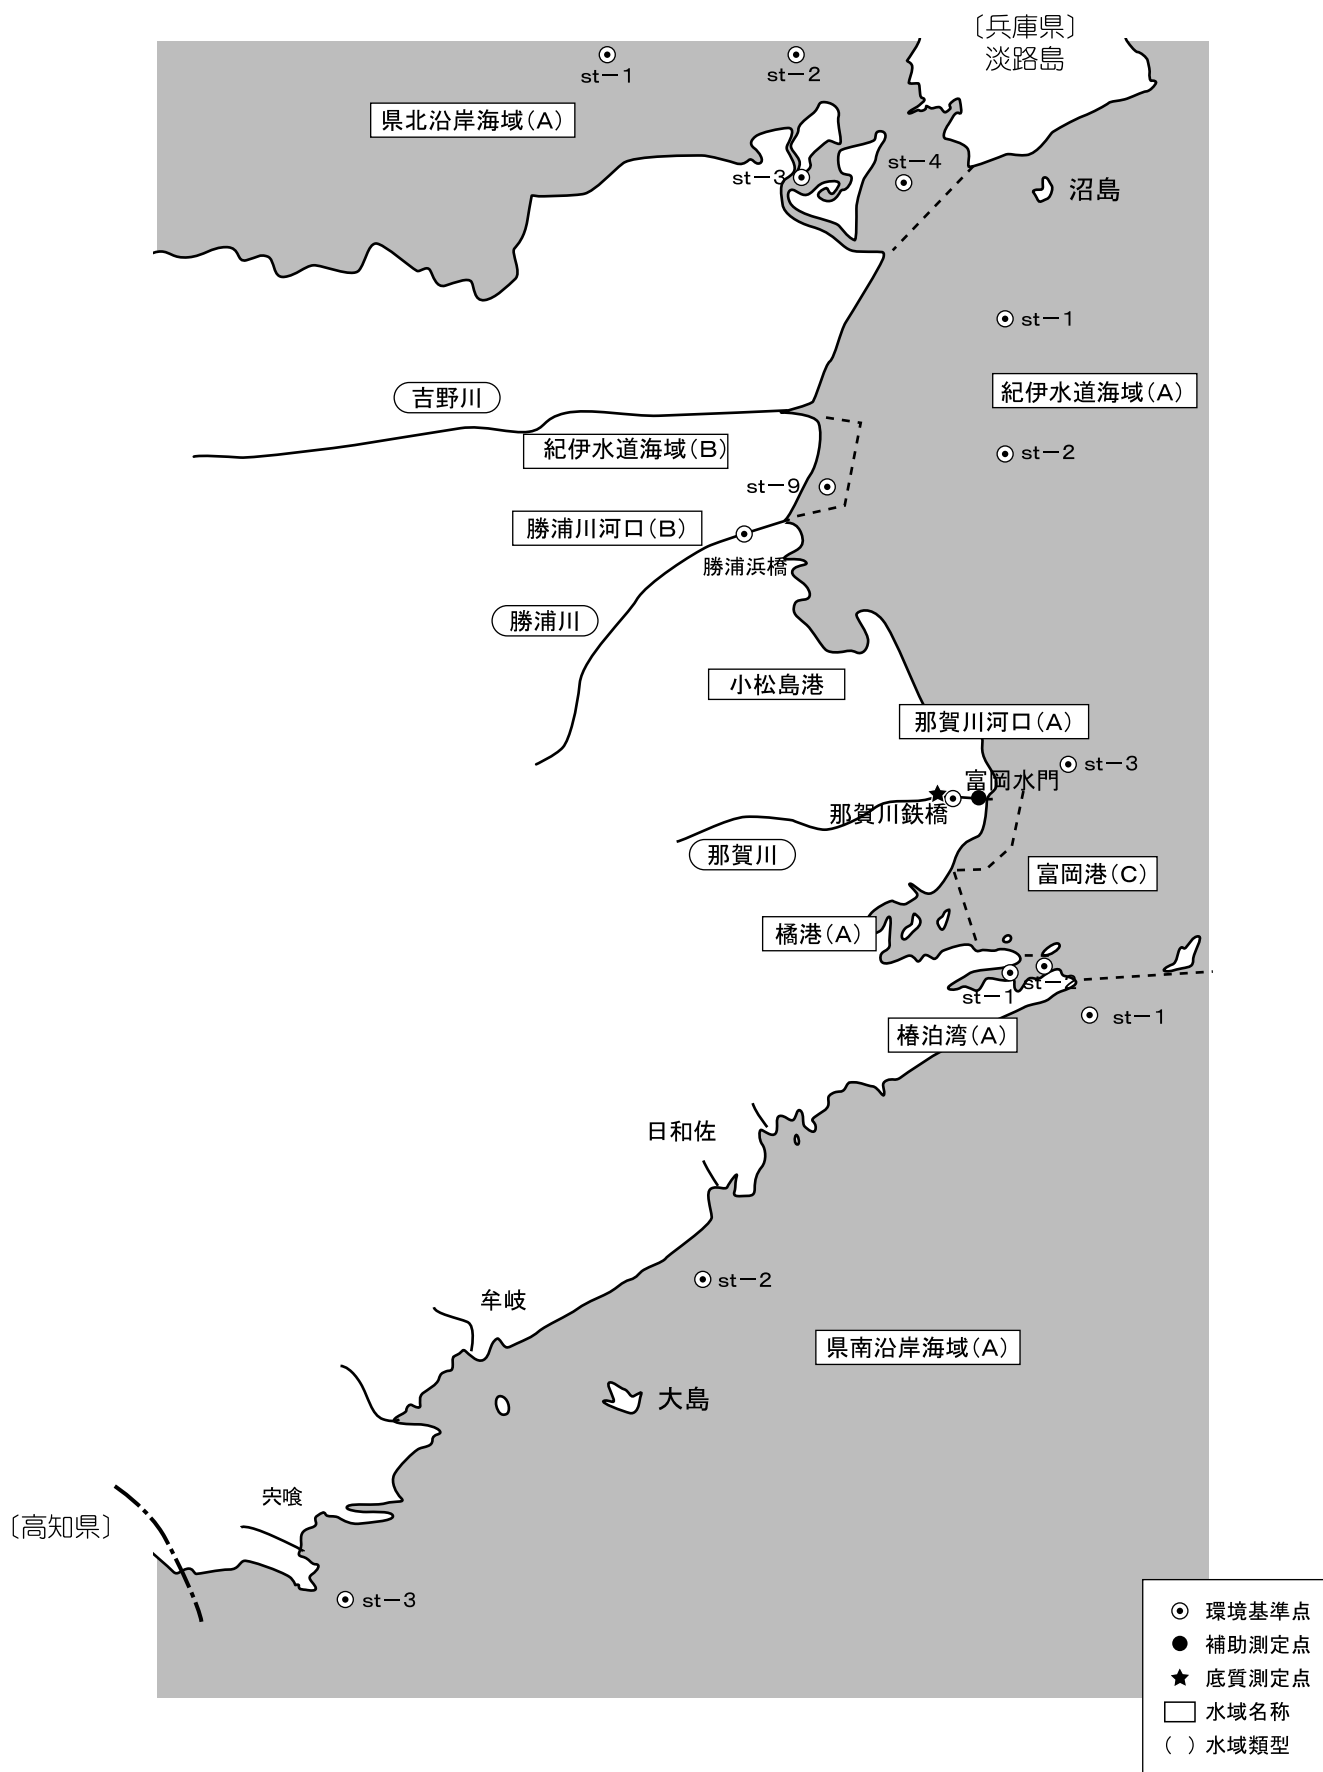 〔兵庫県〕
淡路島
st－1
st－2
県北沿岸海域（A）
st－3
st－4
沼島
st－1
吉野川
紀伊水道海域（A）
紀伊水道海域（B）
st－2
st－9
勝浦川河口（B）
勝浦浜橋
勝浦川
小松島港
那賀川河口（A）
st－3
富岡水門
那賀川鉄橋
那賀川
富岡港（C）
橘港（A）
st－1
st－2
st－1
椿泊湾（A）
日和佐
st－2
牟岐
県南沿岸海域（A）
大島
宍喰
〔高知県〕
st－3
環境基準点
補助測定点
底質測定点
水域名称
（　）水域類型